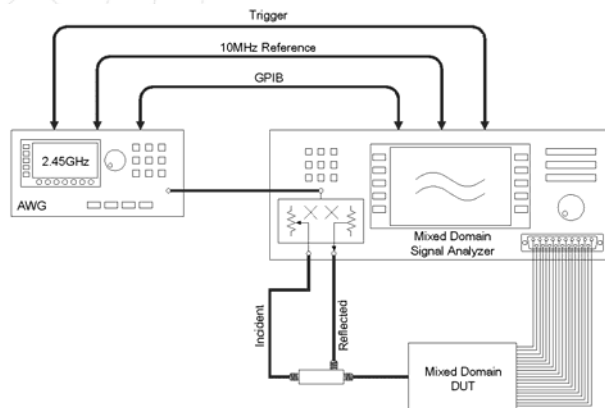 Trigger
10MHz Reference
GPIB
2.45GHz
AWG
Mixed Domain
Signal Analyzer
Incident
Reflected
Mixed Domain
DUT